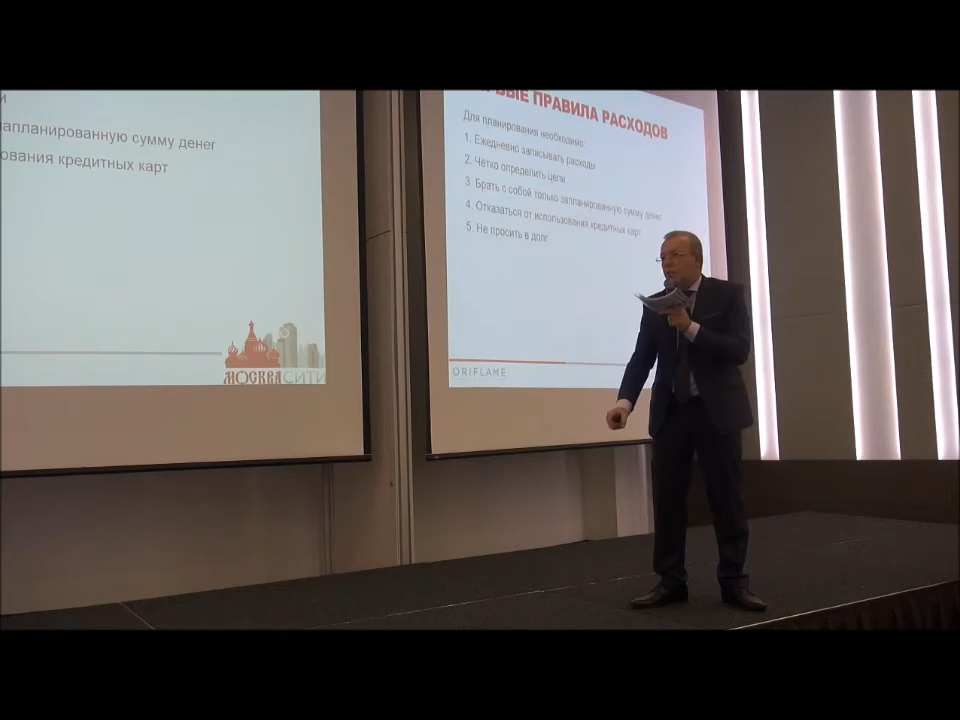 запланированную сумму денег
кредитных карт
МОСКВА СИТИ
ПРАВИЛА РАСХОДОВ
Для планирования необходимо:
1. Ежедневно записывать расходы
2. Чётко определить цели
3. Брать с собой только запланированную сумму денег
4. Отказаться от использования кредитных карт
5. Не просить в долг
ORIFLAME